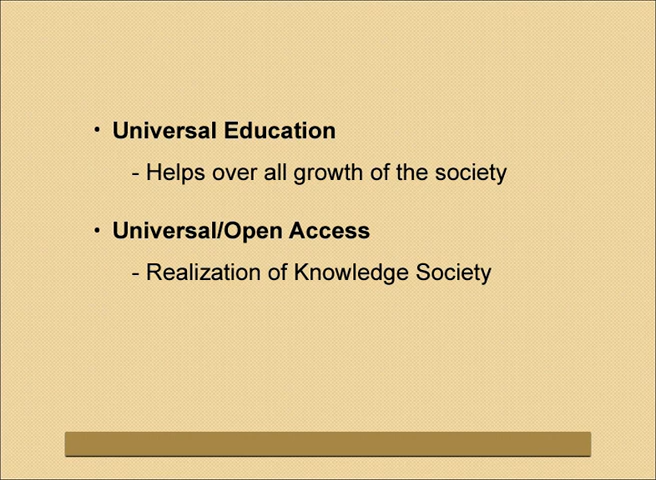 • Universal Education
- Helps over all growth of the society
• Universal/Open Access
- Realization of Knowledge Society